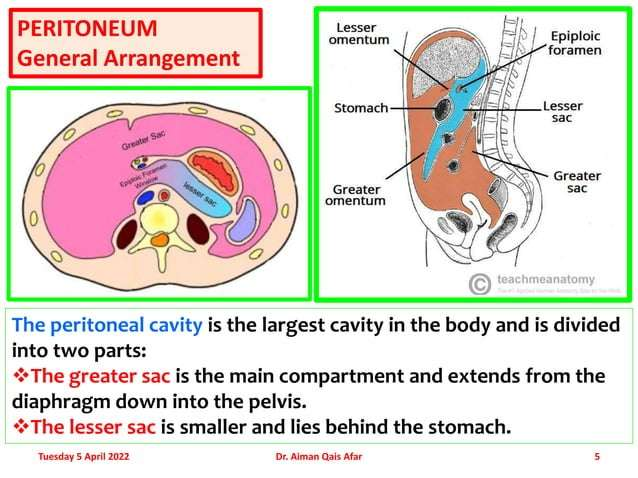 PERITONEUM
General Arrangement
Greater Sac
Epiploic Foramen
Window
lesser sac
Lesser
omentum
Epiploic
foramen
Stomach
Lesser
sac
Greater
omentum
Greater
sac
© teachmeanatomy
The peritoneal cavity is the largest cavity in the body and is divided
into two parts:
❖The greater sac is the main compartment and extends from the
diaphragm down into the pelvis.
❖The lesser sac is smaller and lies behind the stomach.
Tuesday 5 April 2022 Dr. Aiman Qais Afar 5